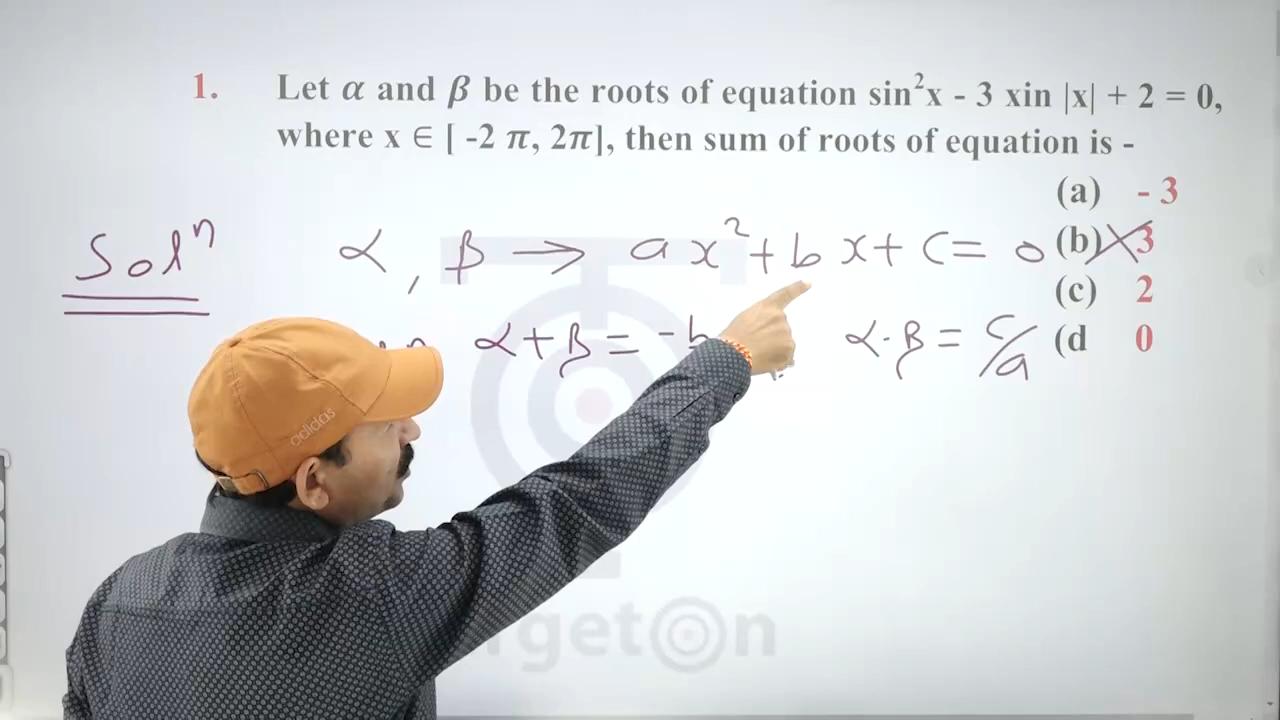 1. Let α and β be the roots of equation sin²x - 3 xin |x| + 2 = 0,
where x ∈ [ -2 π, 2π], then sum of roots of equation is -
(a) - 3
Solⁿ
α, β → ax² + bx + c = 0
(b) 3
(c) 2
α + β = -b
α · β = c/a
(d 0
adidas